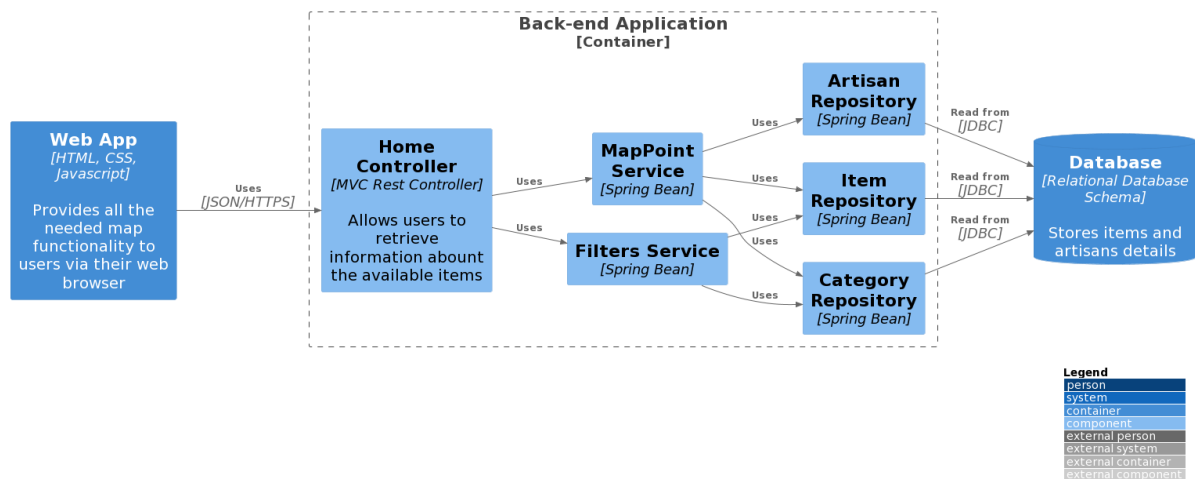 Back-end Application
[Container]
Web App
[HTML, CSS,
Javascript]
Provides all the
needed map
functionality to
users via their web
browser
Uses
[JSON/HTTPS]
Home
Controller
[MVC Rest Controller]
Allows users to
retrieve
information abount
the available items
Uses
Uses
MapPoint
Service
[Spring Bean]
Filters Service
[Spring Bean]
Uses
Uses
Uses
Uses
Uses
Artisan
Repository
[Spring Bean]
Item
Repository
[Spring Bean]
Category
Repository
[Spring Bean]
Read from
[JDBC]
Read from
[JDBC]
Read from
[JDBC]
Database
[Relational Database
Schema]
Stores items and
artisans details
Legend
person
system
container
component
external person
external system
external container
external component